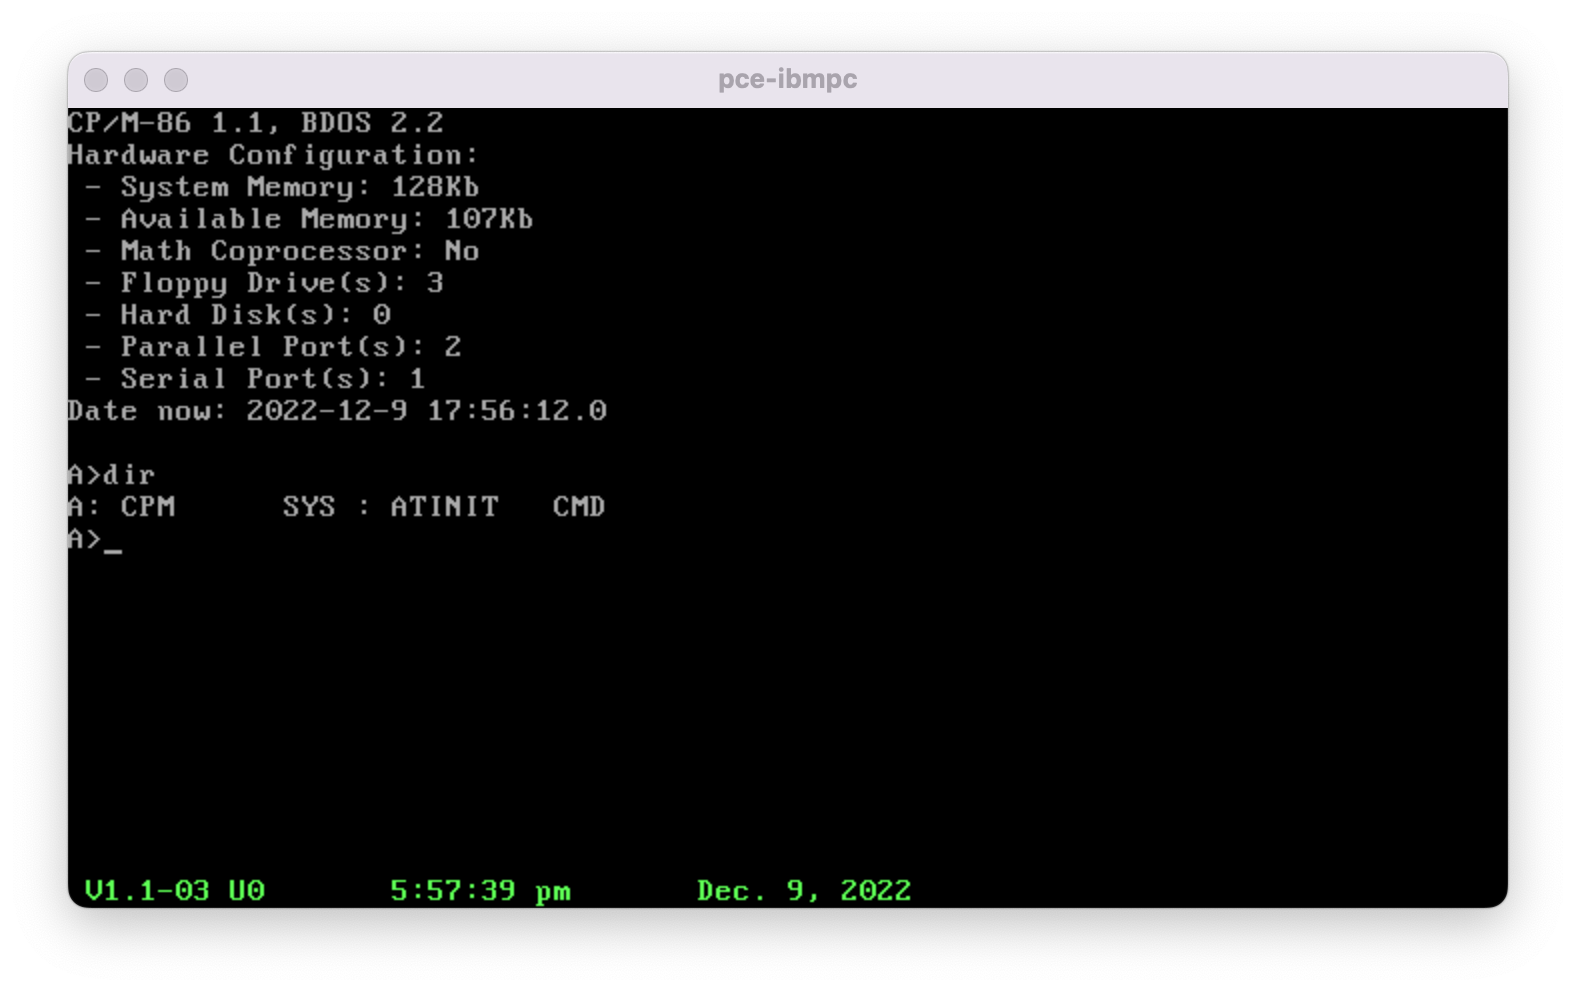 pce-ibmpc
CP/M-86 1.1, BDOS 2.2
Hardware Configuration:
 - System Memory: 128Kb
 - Available Memory: 107Kb
 - Math Coprocessor: No
 - Floppy Drive(s): 3
 - Hard Disk(s): 0
 - Parallel Port(s): 2
 - Serial Port(s): 1
Date now: 2022-12-9 17:56:12.0
A>dir
A: CPM      SYS : ATINIT   CMD
A>_
V1.1-03 U0       5:57:39 pm       Dec. 9, 2022